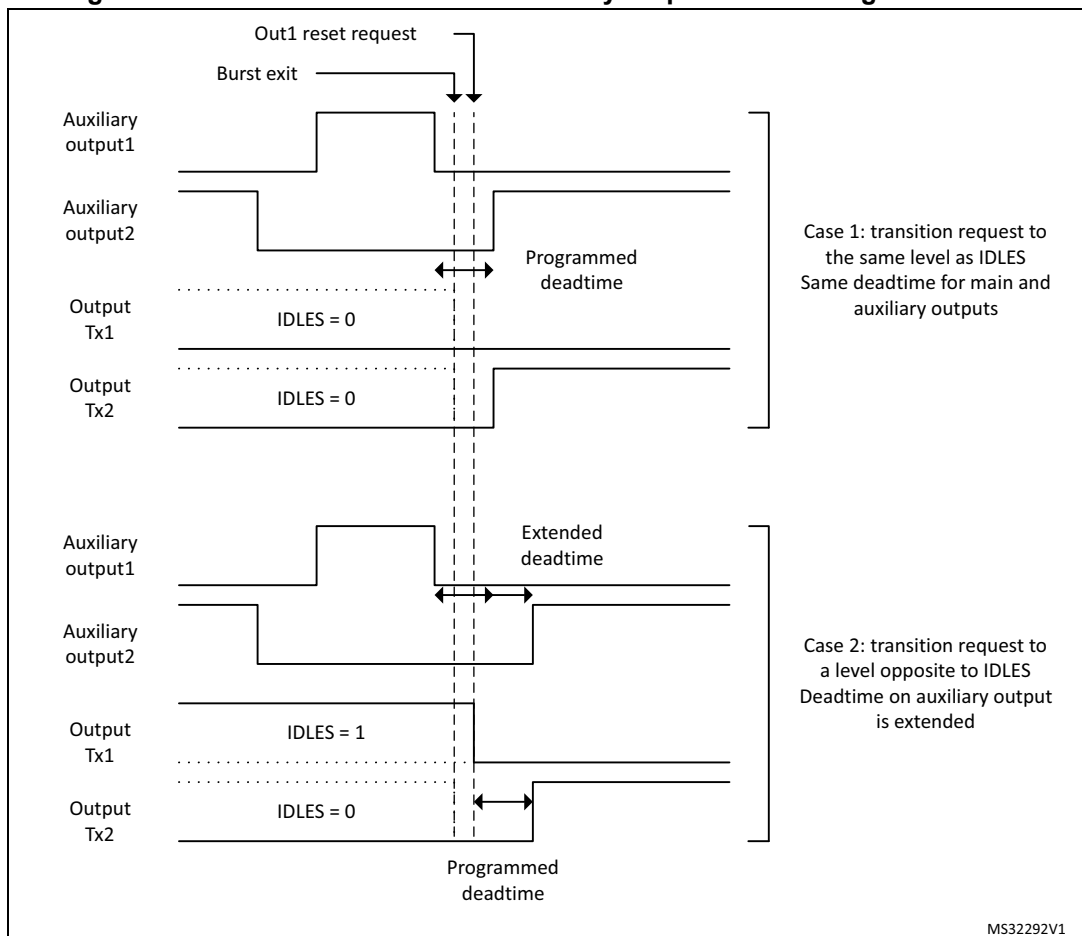 Out1 reset request
Burst exit
Auxiliary
output1
Auxiliary
output2
Programmed
deadtime
Output
Tx1
IDLES = 0
Output
Tx2
IDLES = 0
Case 1: transition request to
the same level as IDLES
Same deadtime for main and
auxiliary outputs
Auxiliary
output1
Extended
deadtime
Auxiliary
output2
Output
Tx1
IDLES = 1
Output
Tx2
IDLES = 0
Programmed
deadtime
Case 2: transition request to
a level opposite to IDLES
Deadtime on auxiliary output
is extended
MS32292V1